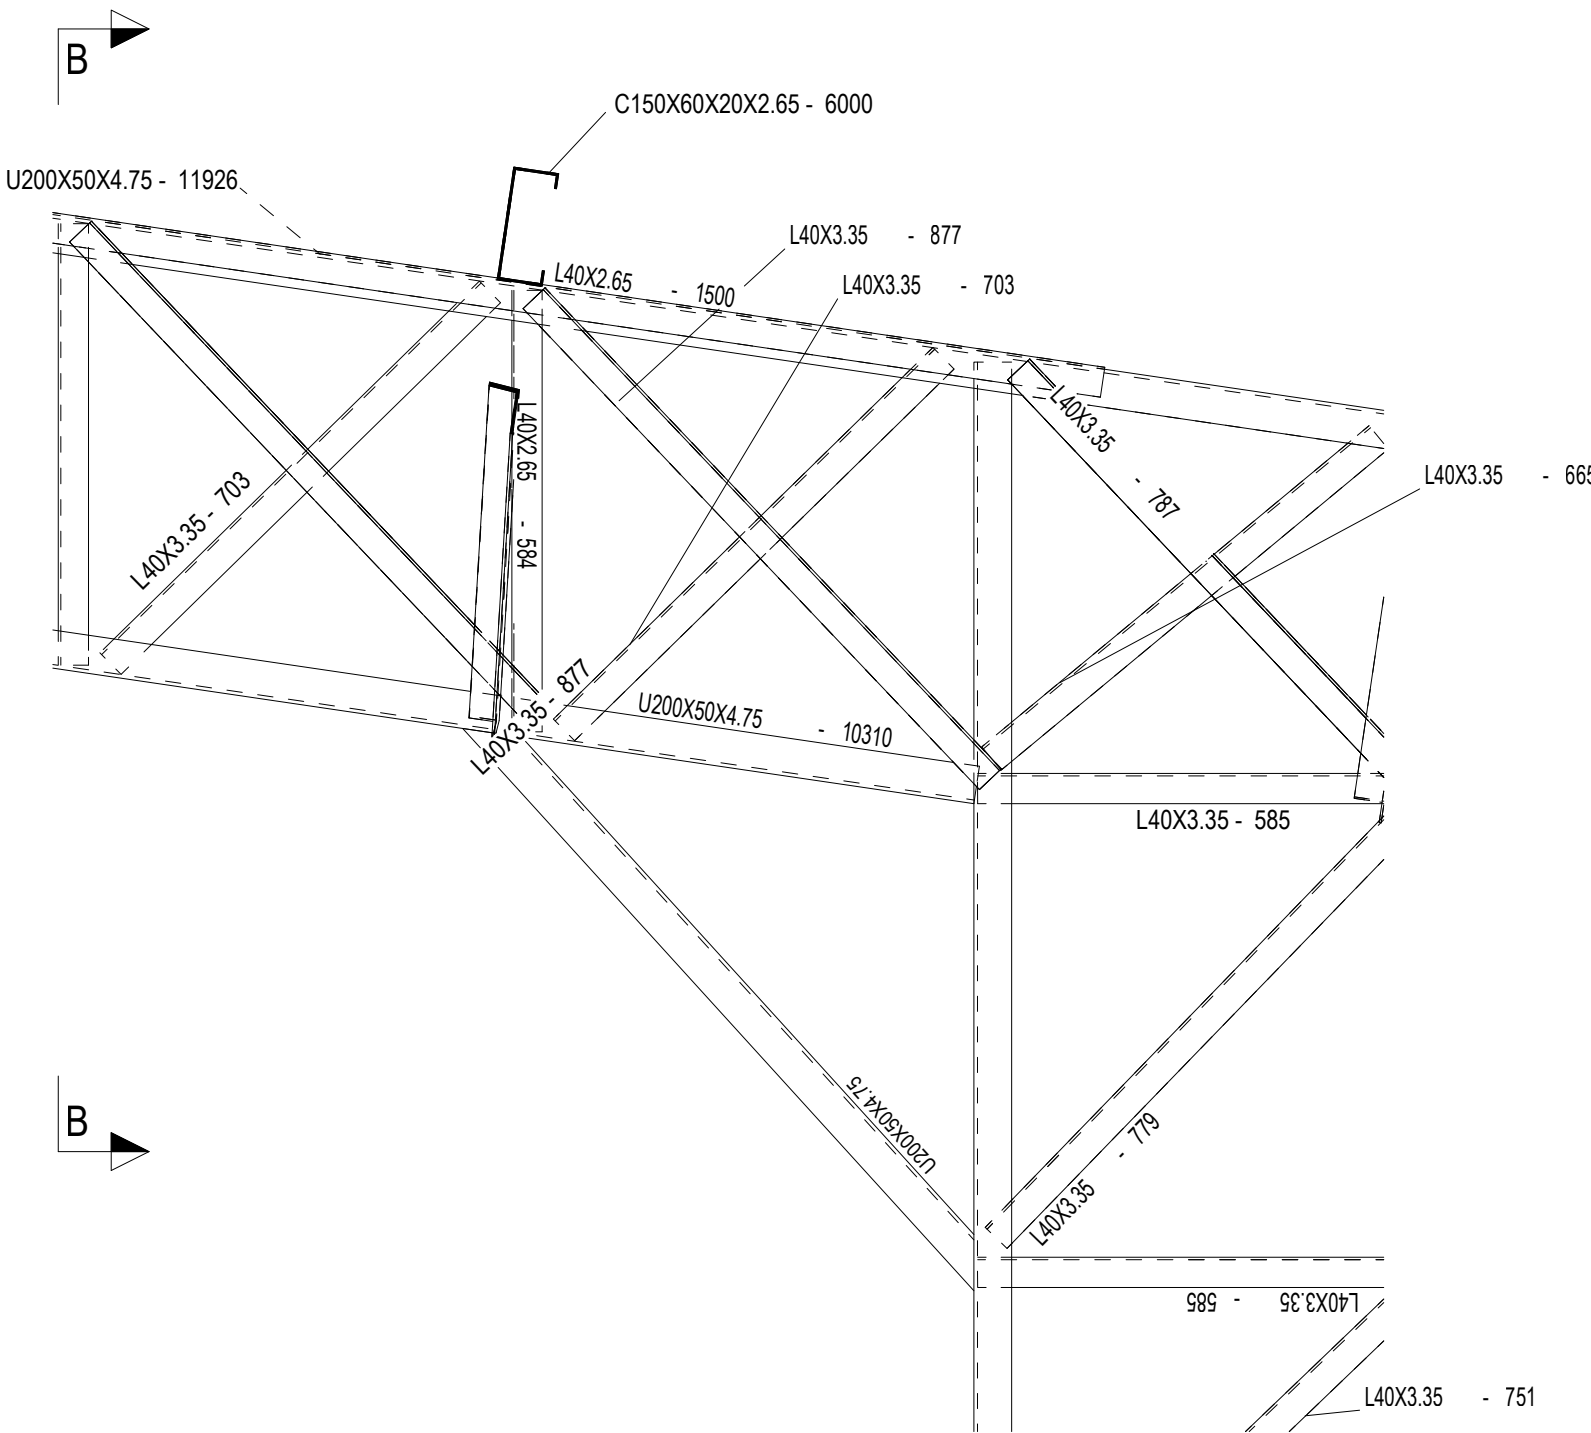 B
C150X60X20X2.65 - 6000
U200X50X4.75 - 11926
L40X3.35 - 877
L40X2.65 - 1500
L40X3.35 - 703
L40X3.35 - 787
L40X2.65 - 584
L40X3.35 - 703
L40X3.35 - 665
L40X3.35 - 877
U200X50X4.75 - 10310
L40X3.35 - 585
U200X50X4.75
B
L40X3.35 - 779
L40X3.35 - 585
L40X3.35 - 751